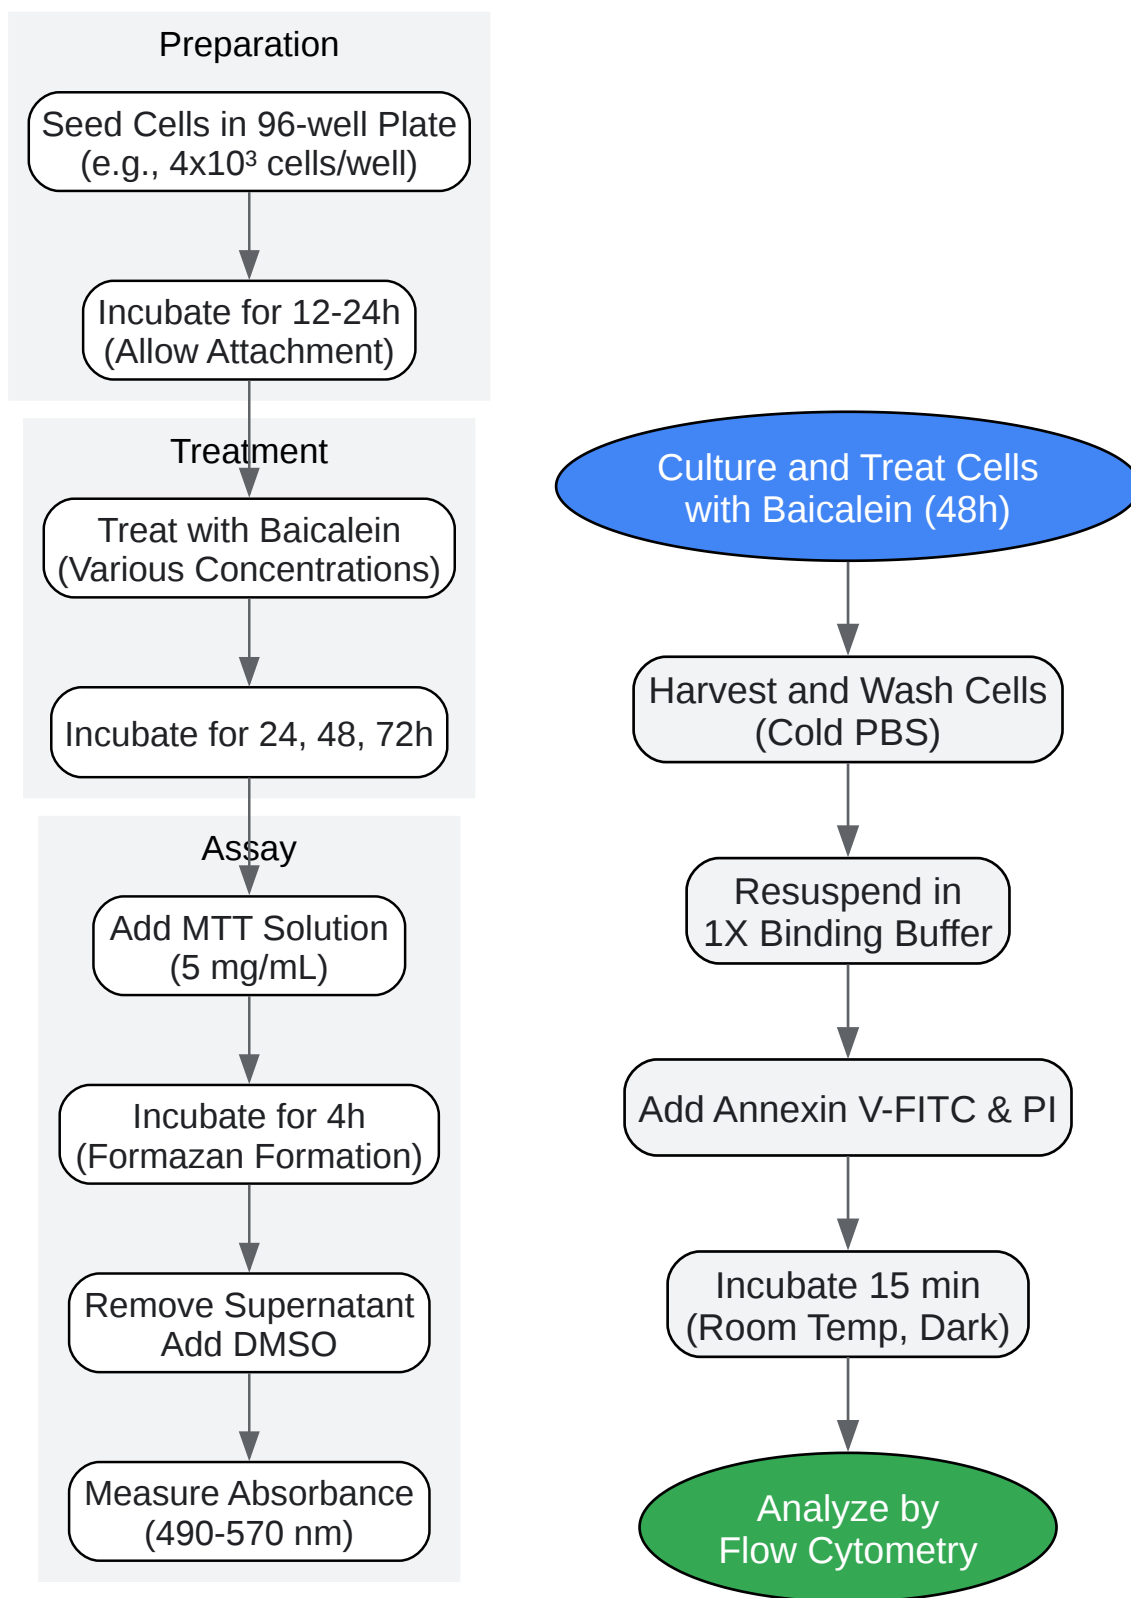 Preparation
Seed Cells in 96-well Plate
(e.g., 4x10³ cells/well)
Incubate for 12-24h
(Allow Attachment)
Treatment
Treat with Baicalein
(Various Concentrations)
Incubate for 24, 48, 72h
Assay
Add MTT Solution
(5 mg/mL)
Incubate for 4h
(Formazan Formation)
Remove Supernatant
Add DMSO
Measure Absorbance
(490-570 nm)
Culture and Treat Cells
with Baicalein (48h)
Harvest and Wash Cells
(Cold PBS)
Resuspend in
1X Binding Buffer
Add Annexin V-FITC & PI
Incubate 15 min
(Room Temp, Dark)
Analyze by
Flow Cytometry